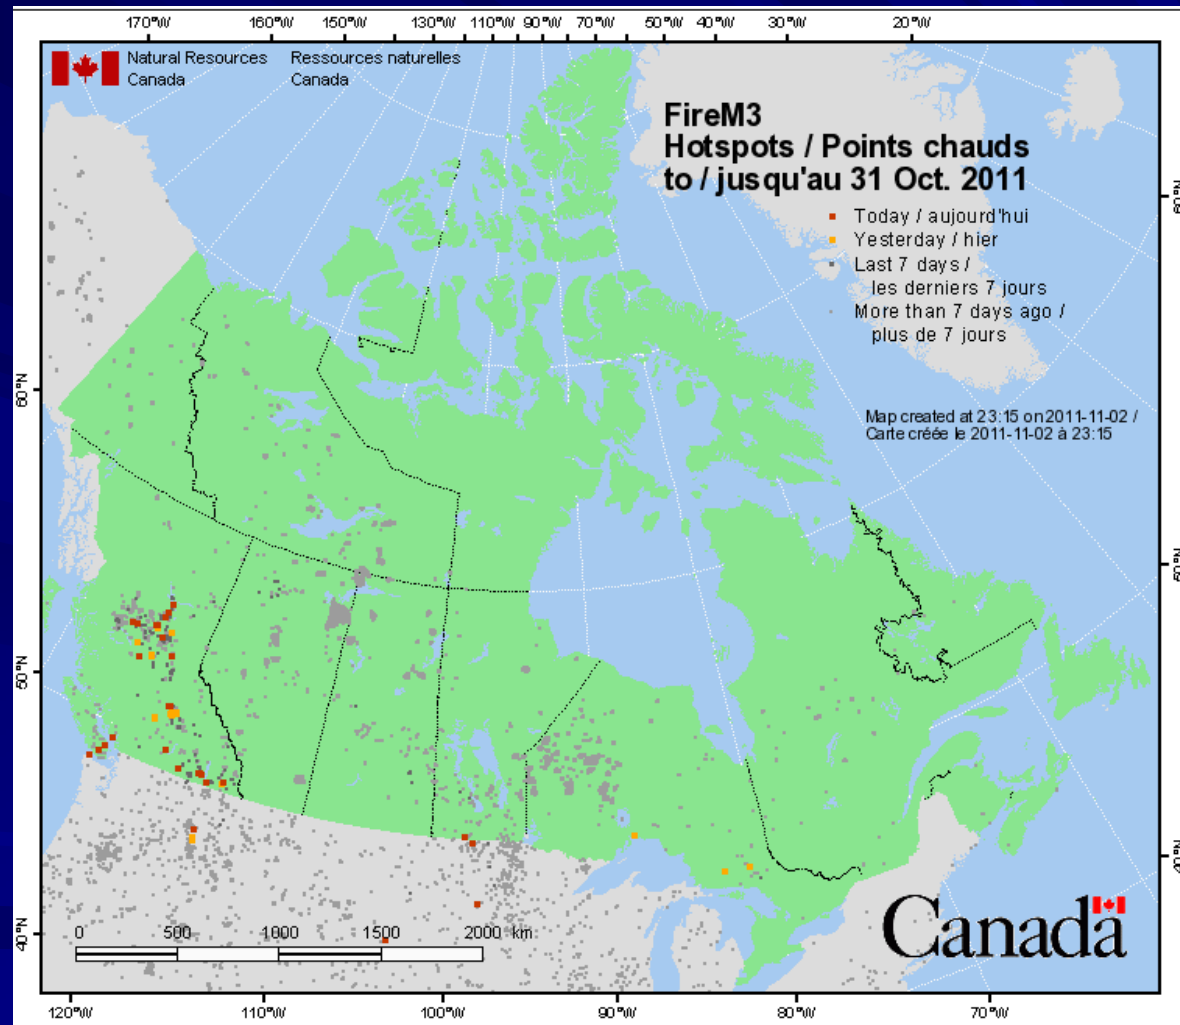 170°W 160°W 150°W 130°W 110°W 90°W 70°W 50°W 40°W 30°W 20°W
Natural Resources Ressources naturelles
Canada Canada
FireM3
Hotspots / Points chauds
to / jusqu'au 31 Oct. 2011
Today / aujourd'hui
Yesterday / hier
Last 7 days /
les derniers 7 jours
More than 7 days ago /
plus de 7 jours
Map created at 23:15 on 2011-11-02 /
Carte créée le 2011-11-02 à 23:15
60°N
50°N
40°N
0 500 1000 1500 2000 km
Canada
120°W 110°W 100°W 90°W 80°W 70°W